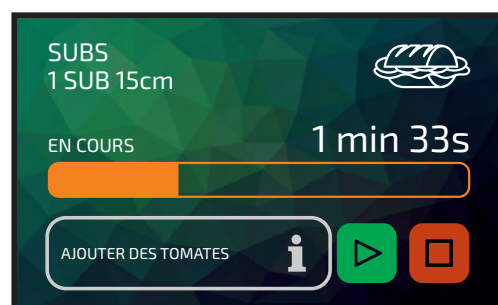 SUBS
1 SUB 15cm
EN COURS
1 min 33s
AJOUTER DES TOMATES
i